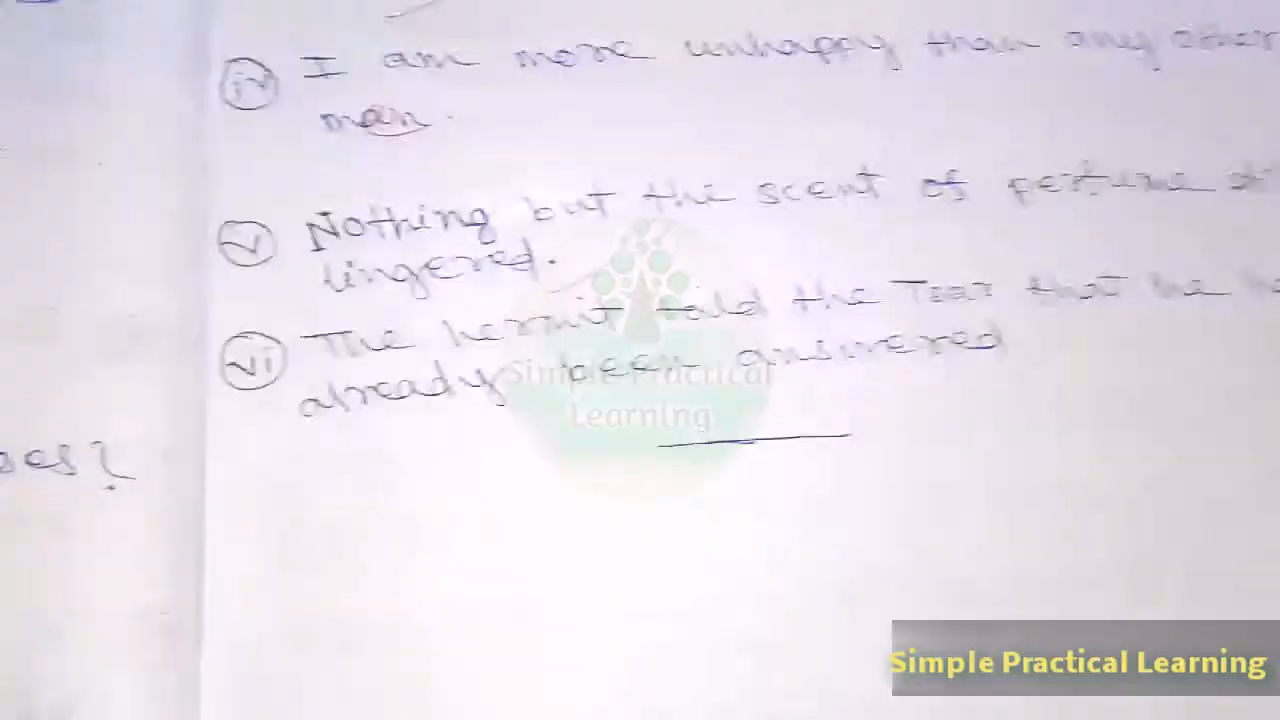 iv I am more unhappy than any other
man.
v Nothing but the scent of perfume
lingered.
vi The hermit told the Tsar that he
already been answered
Simple Practical
Learning
Simple Practical Learning